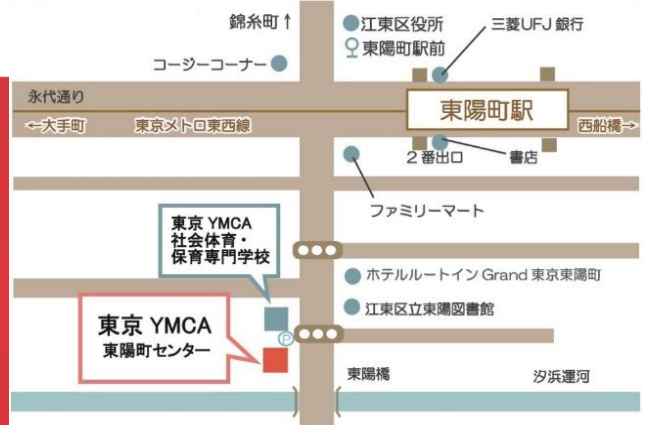 錦糸町↑
江東区役所
東陽町駅前
三菱UFJ 銀行
コージーコーナー
永代通り
東陽町駅
←大手町
東京メトロ東西線
西船橋→
2番出口
書店
ファミリーマート
東京 YMCA
社会体育・
保育専門学校
ホテルルートイン Grand 東京東陽町
江東区立東陽図書館
P
東京 YMCA
東陽町センター
東陽橋
汐浜運河